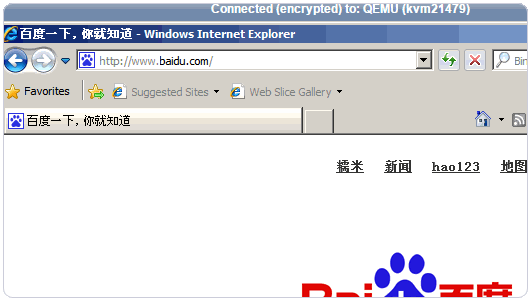 Connected (encrypted) to: QEMU (kvm21479)
百度一下，你就知道 - Windows Internet Explorer
http://www.baidu.com/ Bin
Favorites Suggested Sites Web Slice Gallery
百度一下，你就知道
糯米 新闻 hao123 地图
Bai 百度